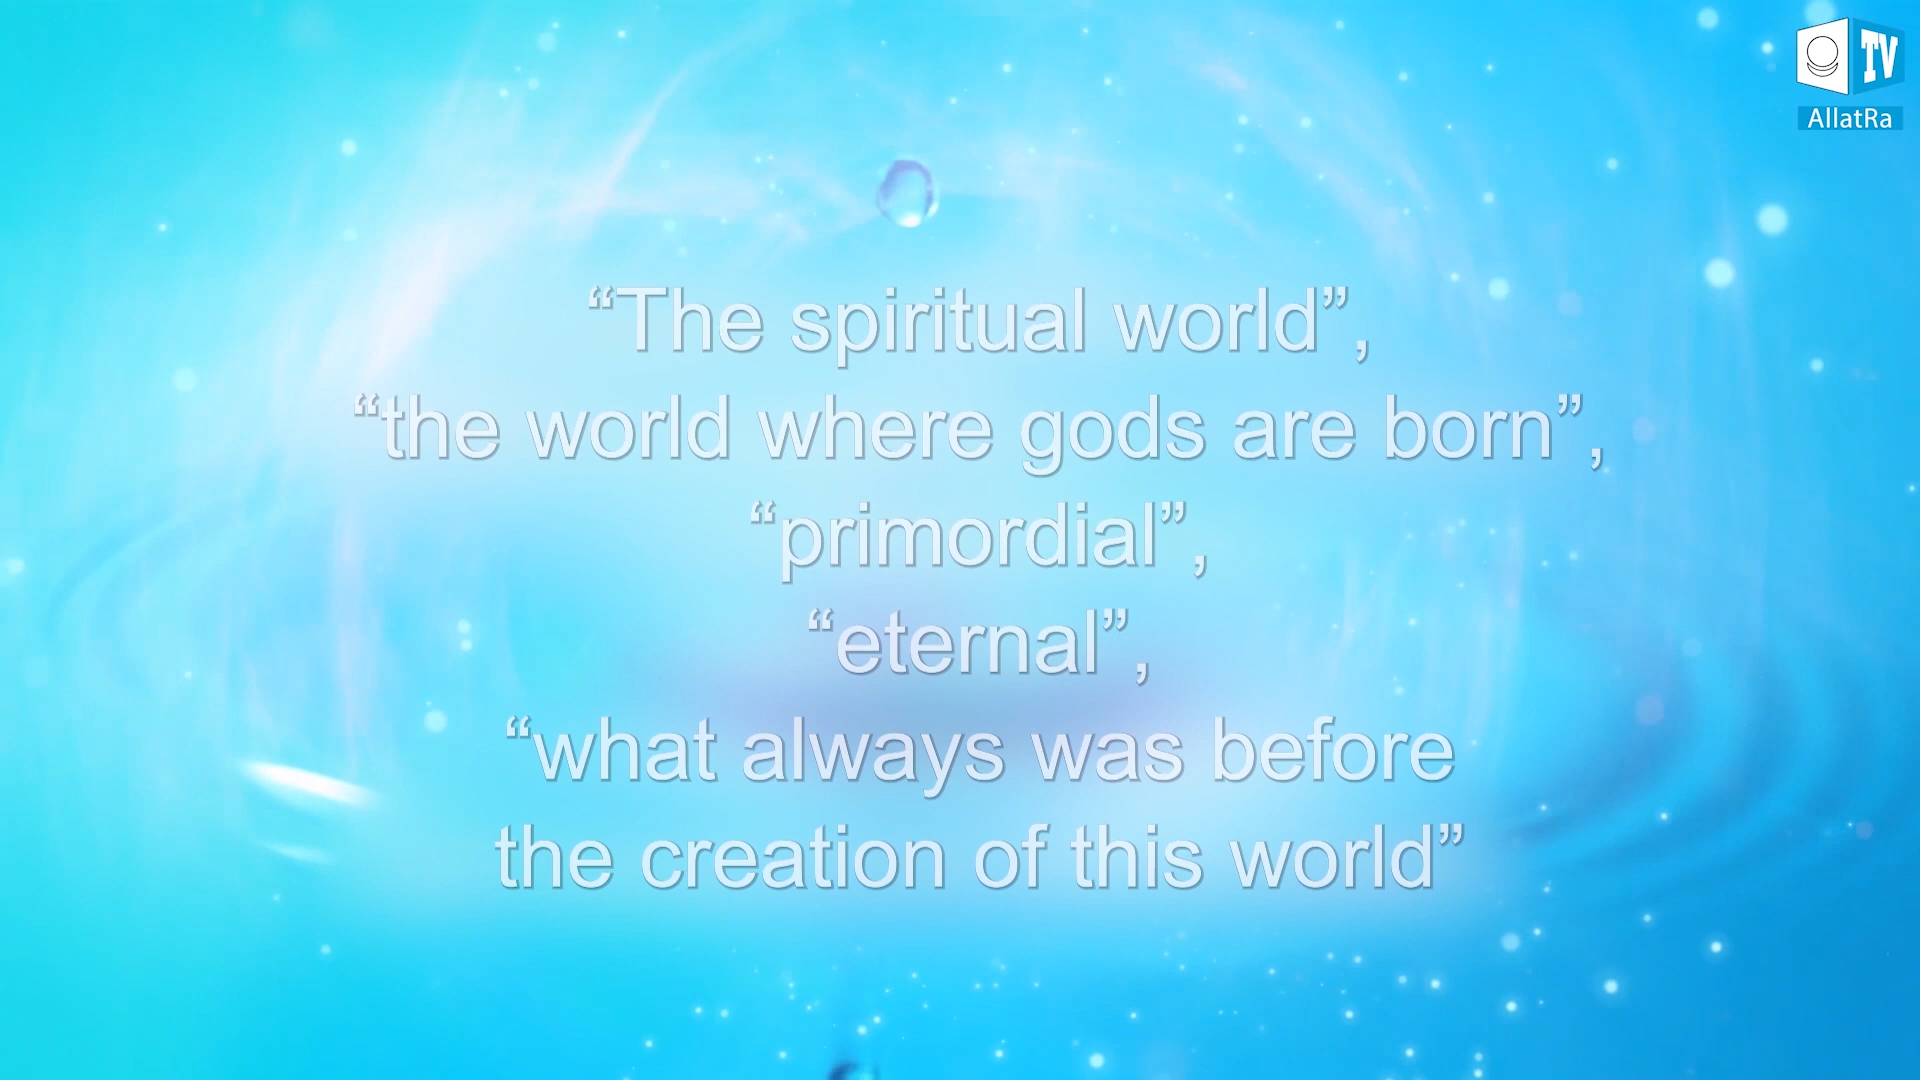 TV
AllatRa
“The spiritual world”,
“the world where gods are born”,
“primordial”,
“eternal”,
“what always was before
the creation of this world”